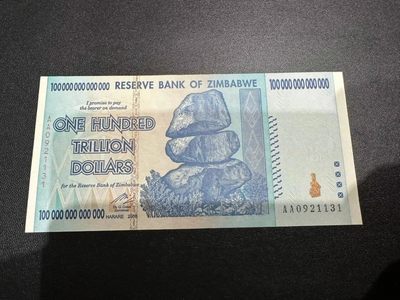 100 000 000 000 000
RESERVE BANK OF ZIMBABWE
100 000 000 000 000
I promise to pay
the bearer on demand
ONE HUNDRED
TRILLION
DOLLARS
for the Reserve Bank of Zimbabwe
AA0921131
100 000 000 000 000
HARARE 2008
AA0921131